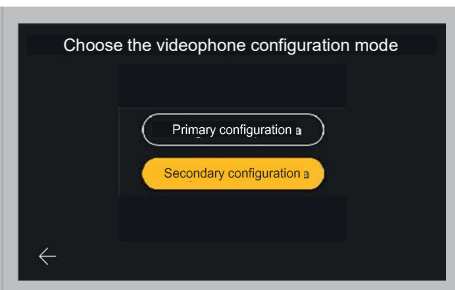 Choose the videophone configuration mode
Primary configuration a
Secondary configuration a